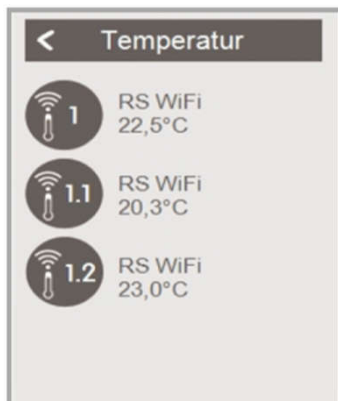 Temperatur
1
RS WiFi
22,5°C
1.1
RS WiFi
20,3°C
1.2
RS WiFi
23,0°C